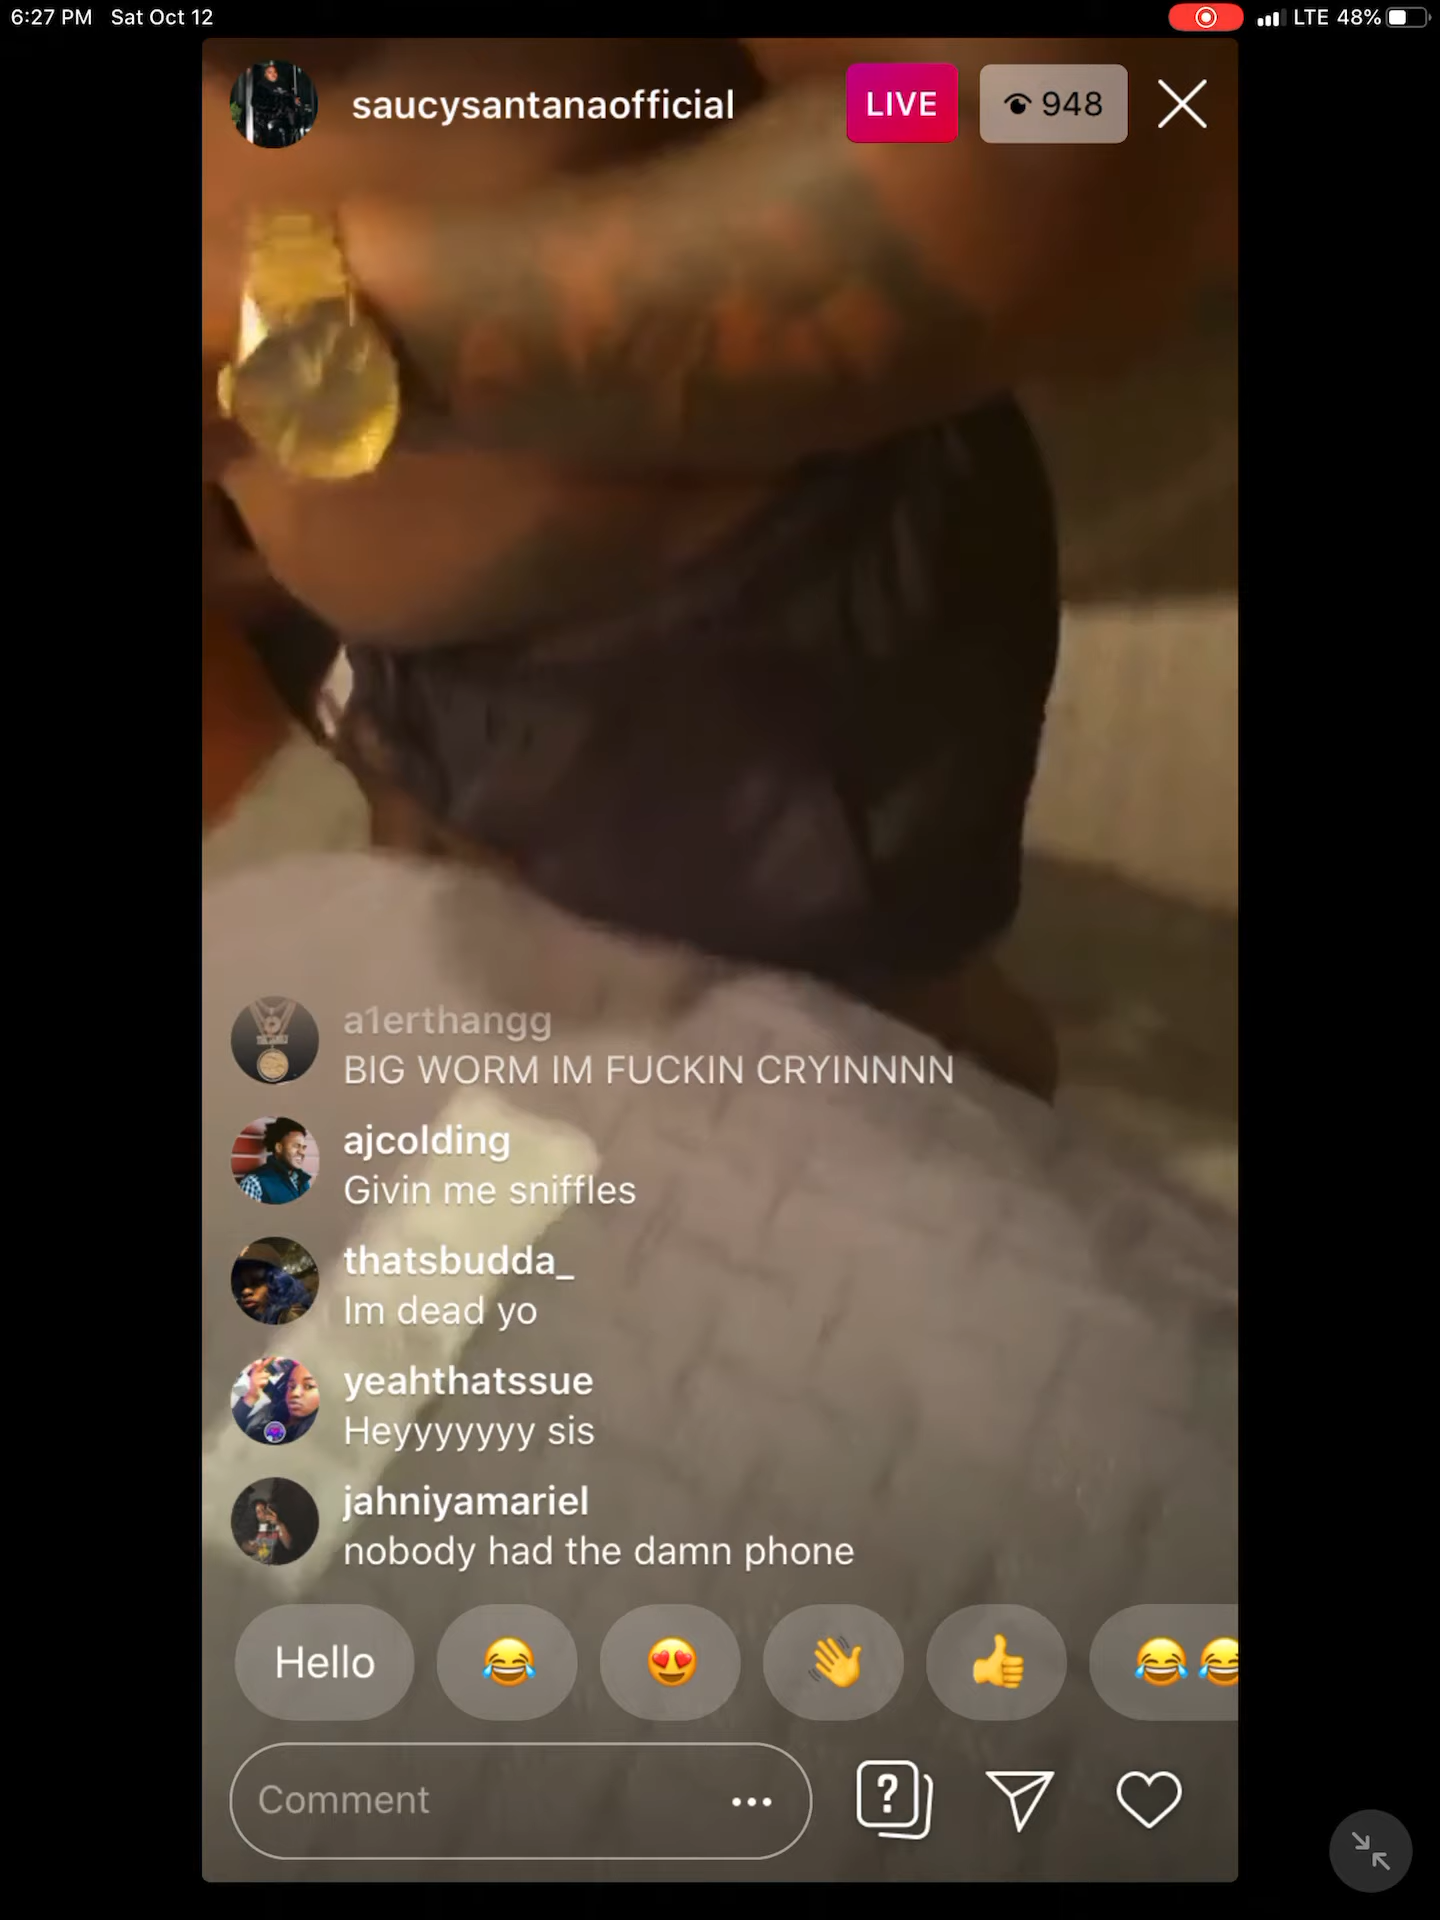 6:27 PM Sat Oct 12
LTE 48%
saucysantanaofficial
LIVE
948
a1erthangg
BIG WORM IM FUCKIN CRYINNNN
ajcolding
Givin me sniffles
thatsbudda_
Im dead yo
yeahthatssue
Heyyyyyyy sis
jahniyamariel
nobody had the damn phone
Hello
Comment